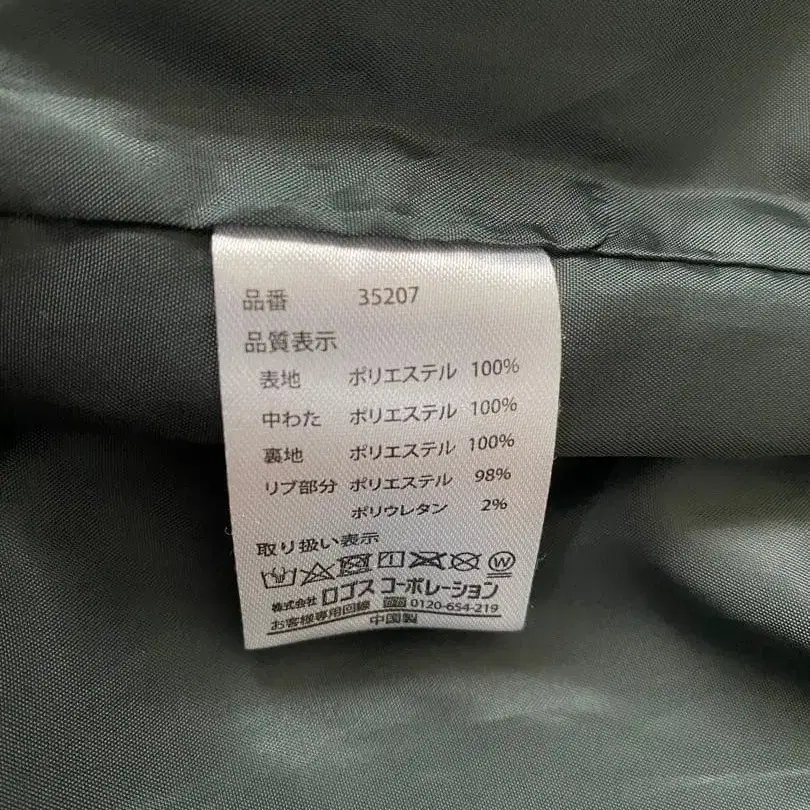 品番 35207
品質表示
表地 ポリエステル 100%
中わた ポリエステル 100%
裏地 ポリエステル 100%
リブ部分 ポリエステル 98%
ポリウレタン 2%
取り扱い表示
W
株式会社 ロゴス コーポレーション
お客様専用回線 0120-654-219
中国製